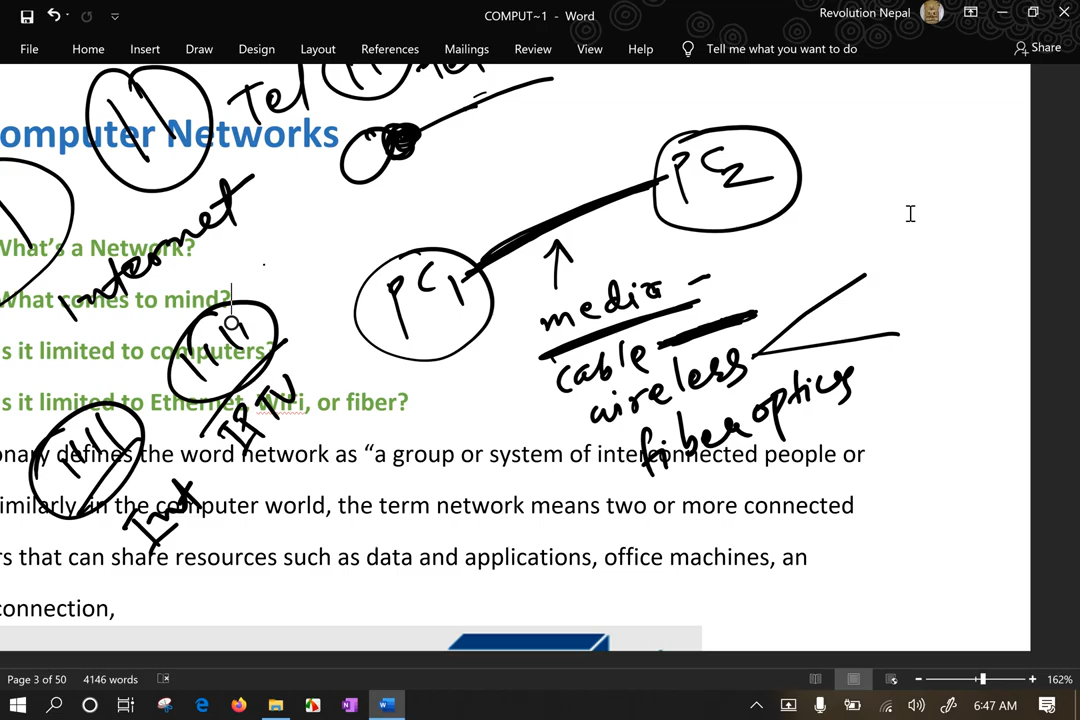 COMPUT~1 - Word
Revolution Nepal
File Home Insert Draw Design Layout References Mailings Review View Help Tell me what you want to do Share
Tel
omputer Networks
PC2
What's a Network?
Internet
PC1
What comes to mind?
media
s it limited to computers?
cable
wireless
s it limited to Ethernet, WiFi, or fiber?
IPTV
fiber optics
onary defines the word network as "a group or system of interconnected people or
Int
imilarly, in the computer world, the term network means two or more connected
rs that can share resources such as data and applications, office machines, an
connection,
Page 3 of 50 4146 words 162%
6:47 AM